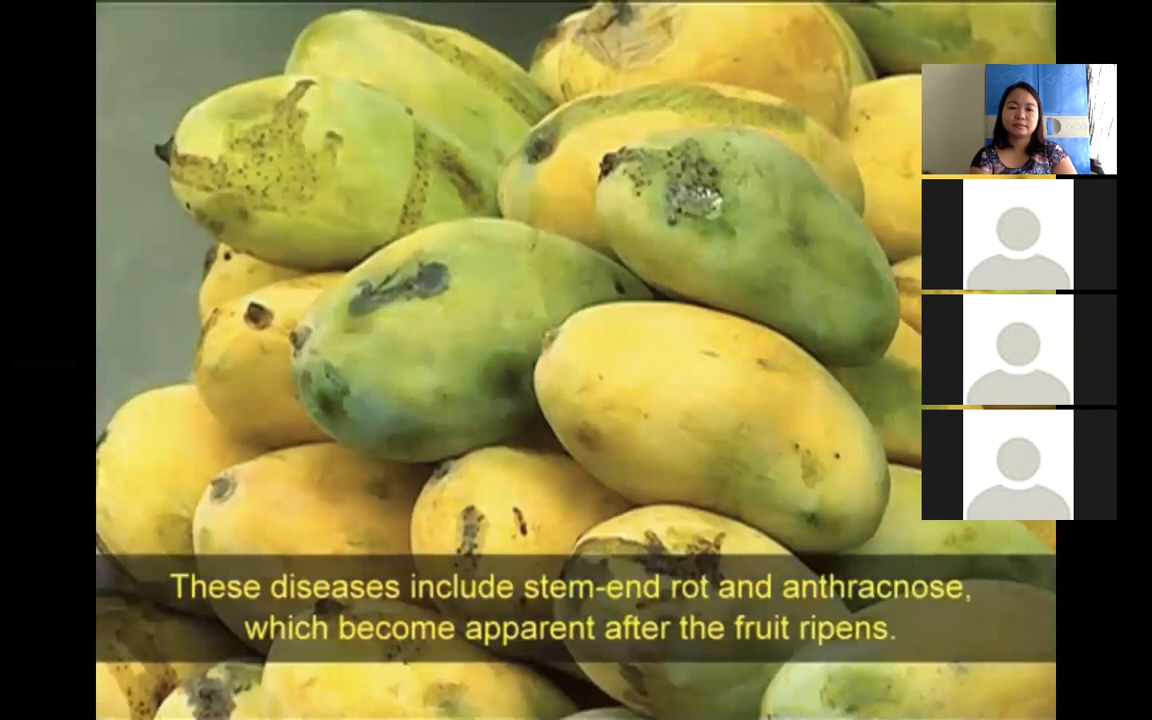 These diseases include stem-end rot and anthracnose,
which become apparent after the fruit ripens.